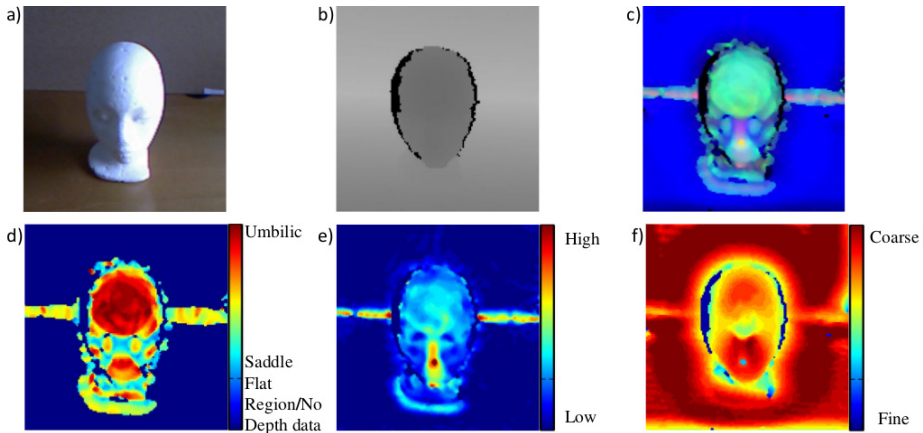 a)
b)
c)
d)
Umbilic
Saddle
Flat
Region/No
Depth data
e)
High
Low
f)
Coarse
Fine